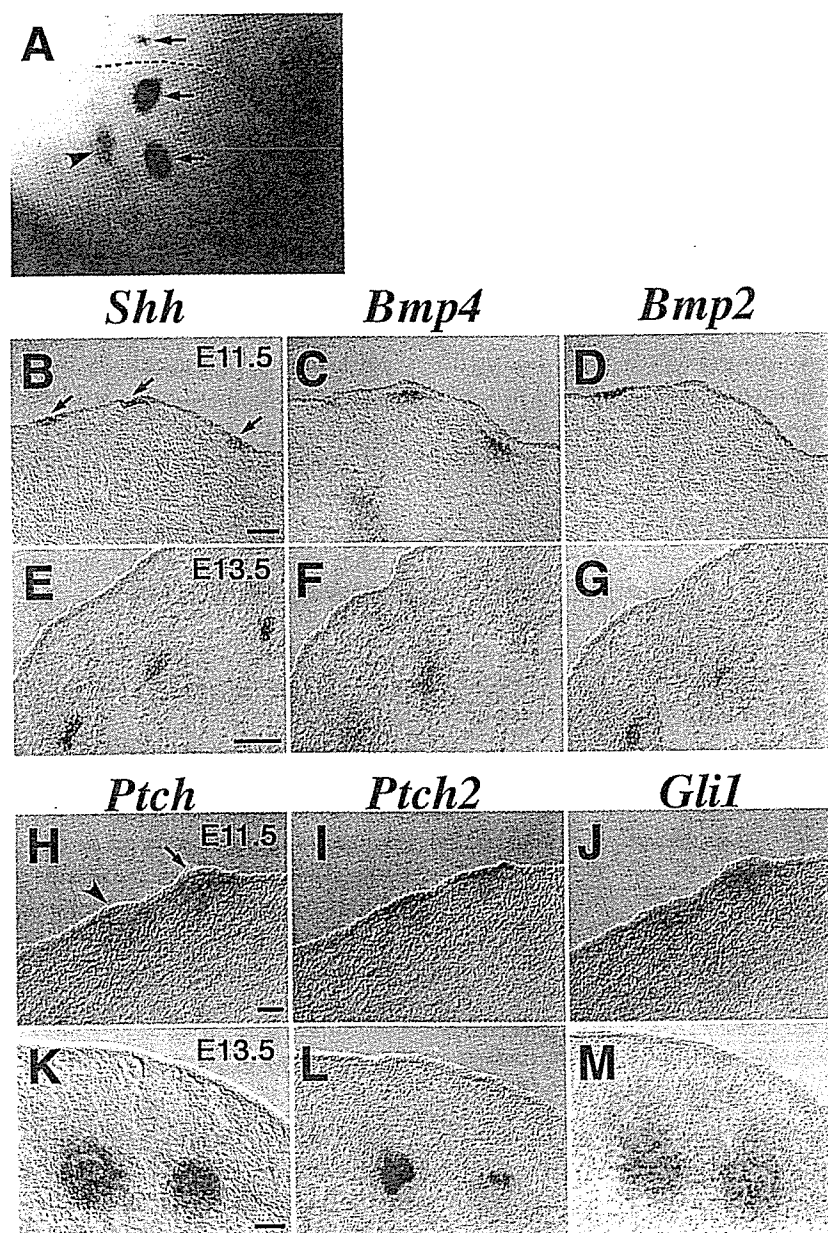 A
Shh Bmp4 Bmp2
B E11.5 C D
E E13.5 F G
Ptch Ptch2 Gli1
H E11.5 I J
K E13.5 L M